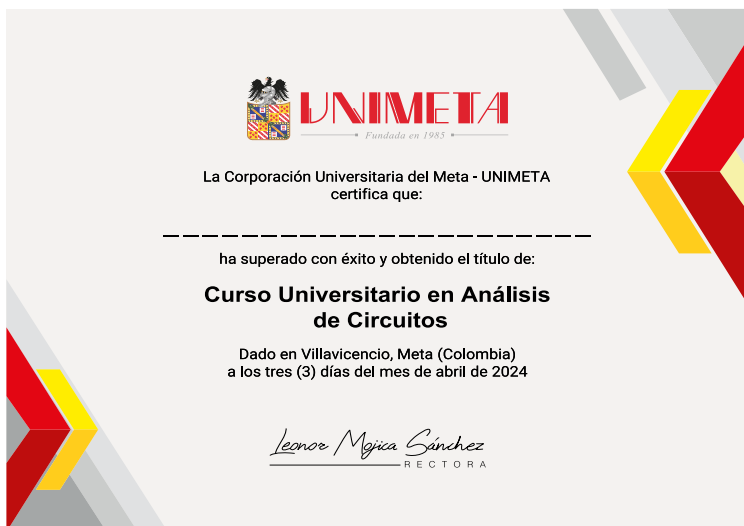 UNIMETA
Fundada en 1985
La Corporación Universitaria del Meta - UNIMETA
certifica que:
ha superado con éxito y obtenido el título de:
Curso Universitario en Análisis
de Circuitos
Dado en Villavicencio, Meta (Colombia)
a los tres (3) días del mes de abril de 2024
Leonor Mojica Sánchez
RECTORA